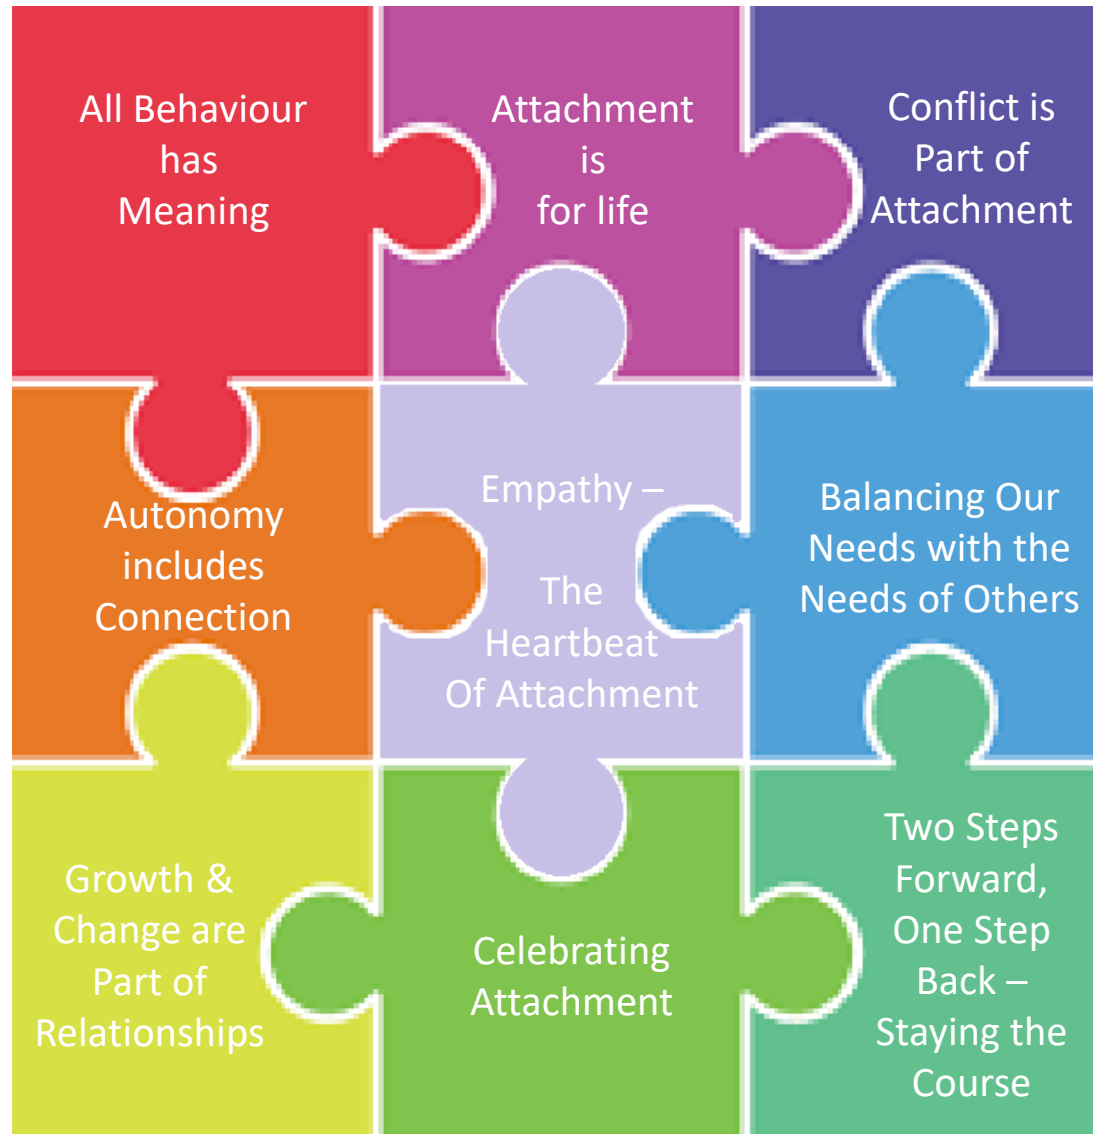 All Behaviour
has
Meaning
Attachment
is
for life
Conflict is
Part of
Attachment
Autonomy
includes
Connection
Empathy –
The
Heartbeat
Of Attachment
Balancing Our
Needs with the
Needs of Others
Growth &
Change are
Part of
Relationships
Celebrating
Attachment
Two Steps
Forward,
One Step
Back –
Staying the
Course